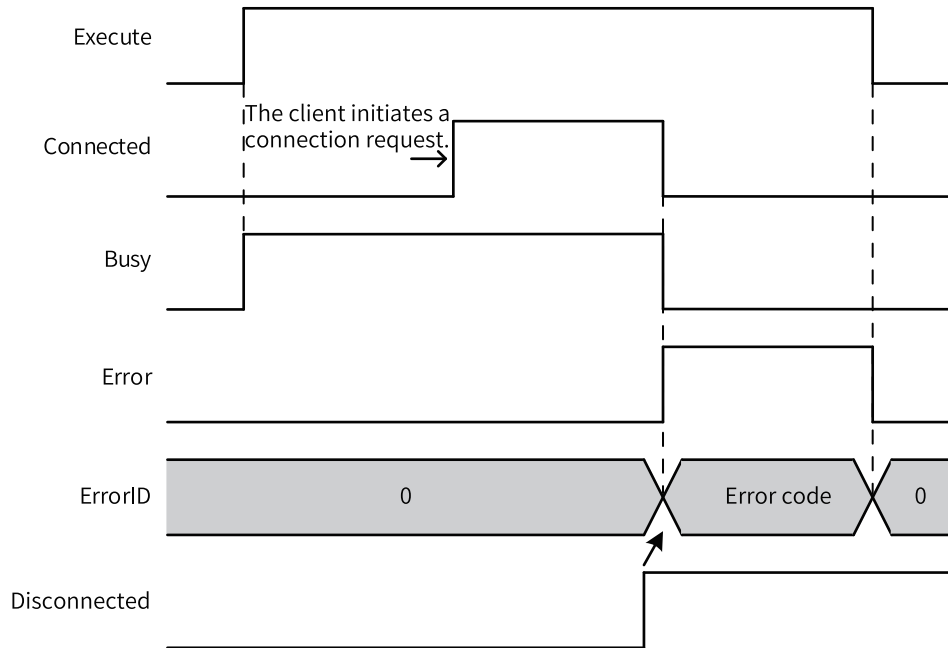 Execute
The client initiates a
connection request.
Connected
Busy
Error
ErrorID
0
Error code
0
Disconnected